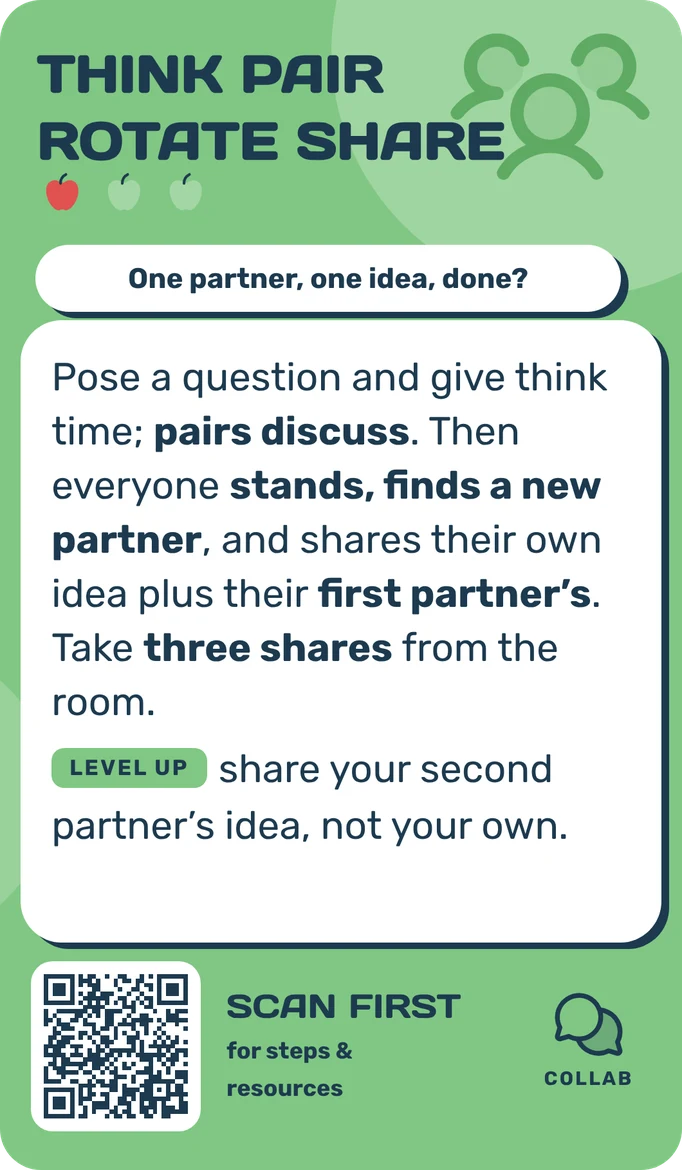 THINK PAIR
ROTATE SHARE
One partner, one idea, done?
Pose a question and give think
time; pairs discuss. Then
everyone stands, finds a new
partner, and shares their own
idea plus their first partner’s.
Take three shares from the
room.
LEVEL UP share your second
partner’s idea, not your own.
SCAN FIRST
for steps &
resources
COLLAB